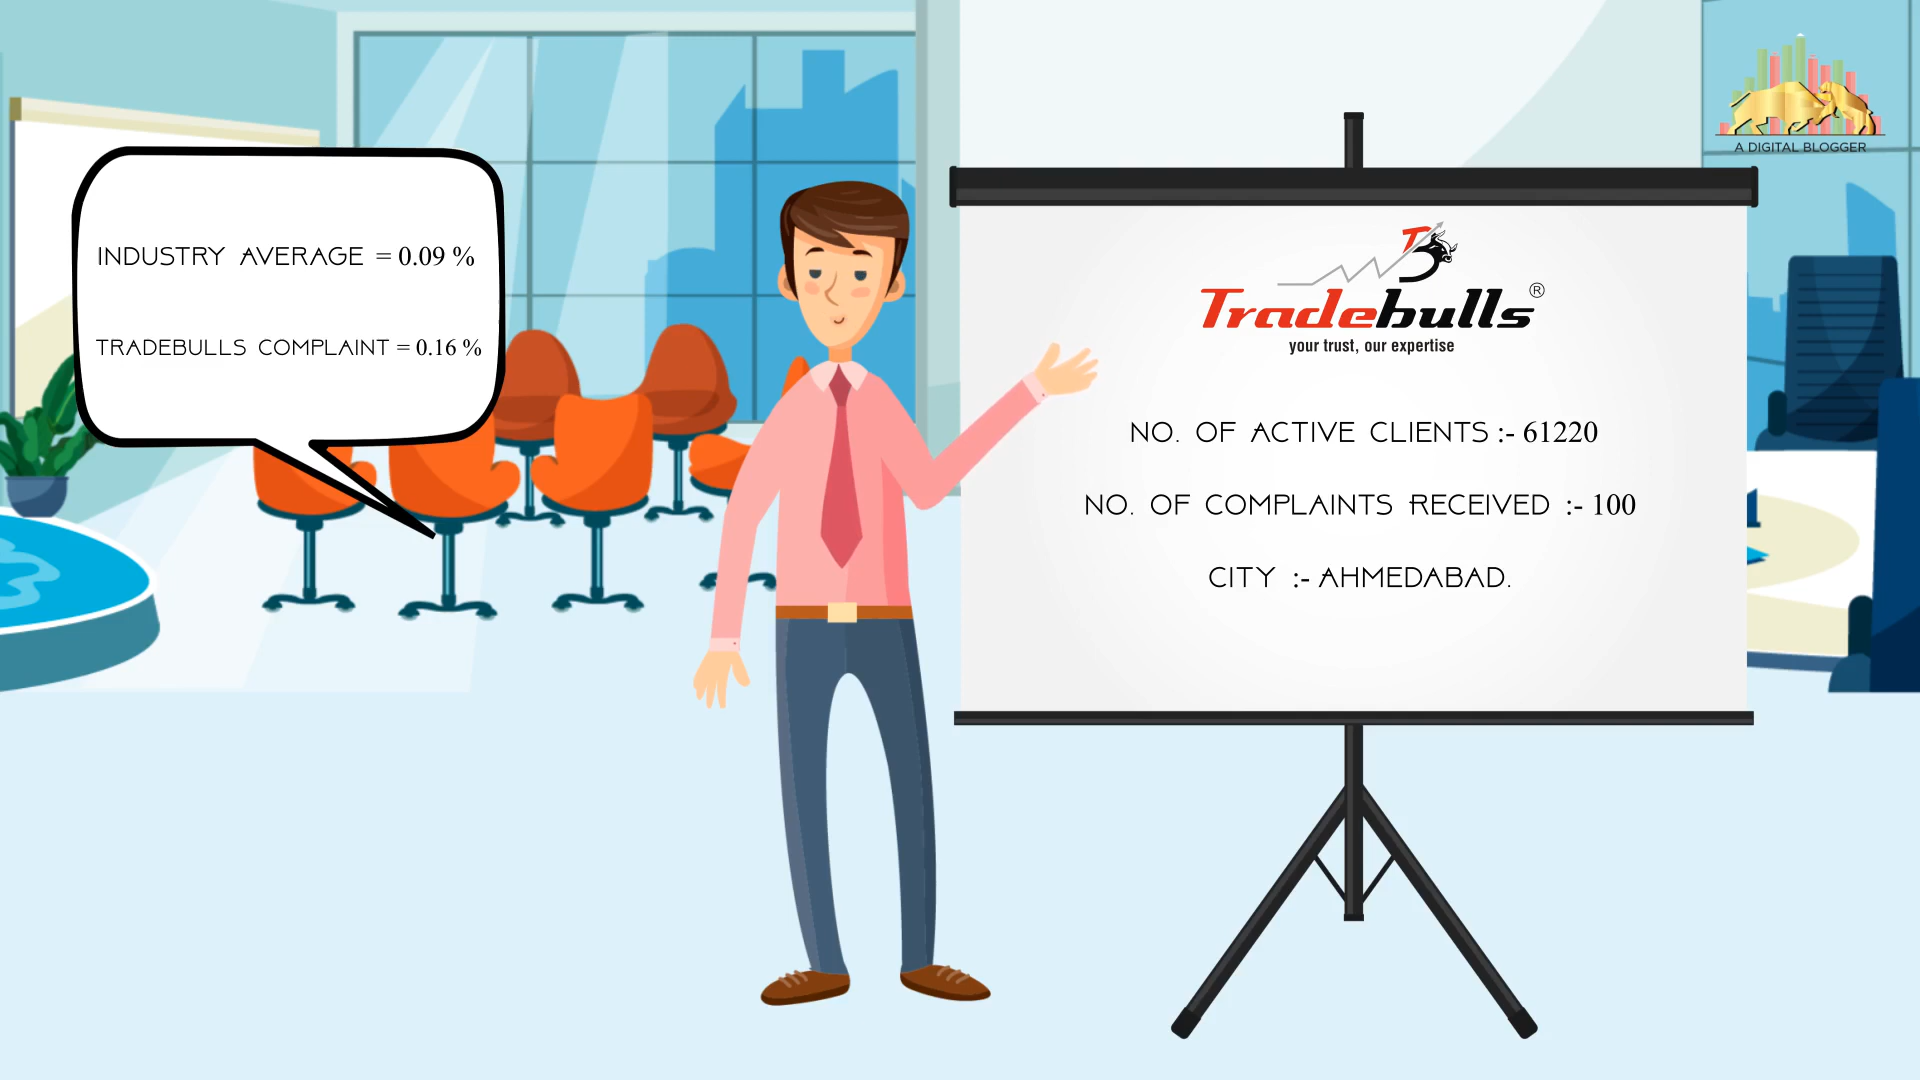 A DIGITAL BLOGGER
INDUSTRY AVERAGE = 0.09 %
TRADEBULLS COMPLAINT = 0.16 %
TB
Tradebulls®
your trust, our expertise
NO. OF ACTIVE CLIENTS :- 61220
NO. OF COMPLAINTS RECEIVED :- 100
CITY :- AHMEDABAD.